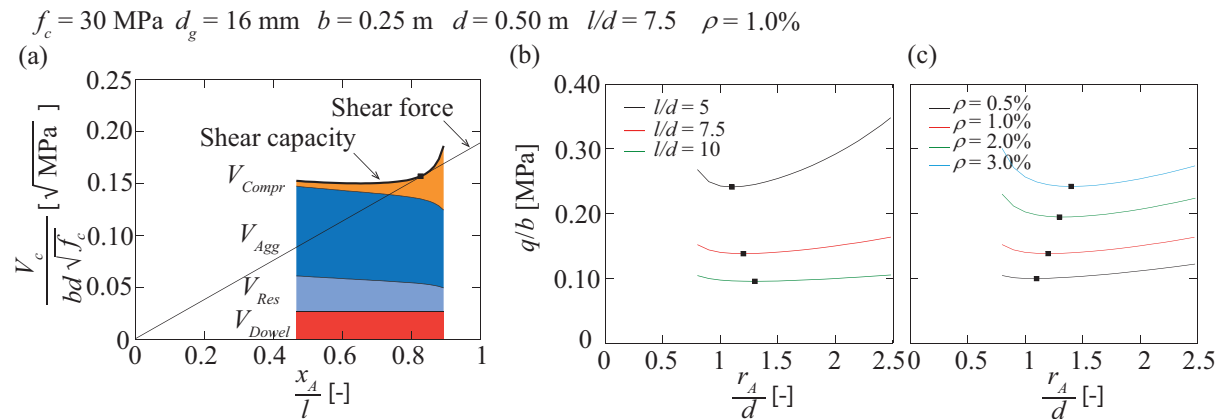 f_c = 30 MPa d_g = 16 mm b = 0.25 m d = 0.50 m l/d = 7.5 ρ = 1.0%
(a)
0.25
0.20
0.15
0.10
0.05
0
V_c / bd√f_c [√MPa]
Shear force
Shear capacity
V_Compr
V_Agg
V_Res
V_Dowel
0 0.2 0.4 0.6 0.8 1
x_A / l [-]
(b)
0.40
0.30
0.20
0.10
0
q/b [MPa]
l/d = 5
l/d = 7.5
l/d = 10
0 0.5 1 1.5 2 2.5
r_A / d [-]
(c)
ρ = 0.5%
ρ = 1.0%
ρ = 2.0%
ρ = 3.0%
0 0.5 1 1.5 2 2.5
r_A / d [-]